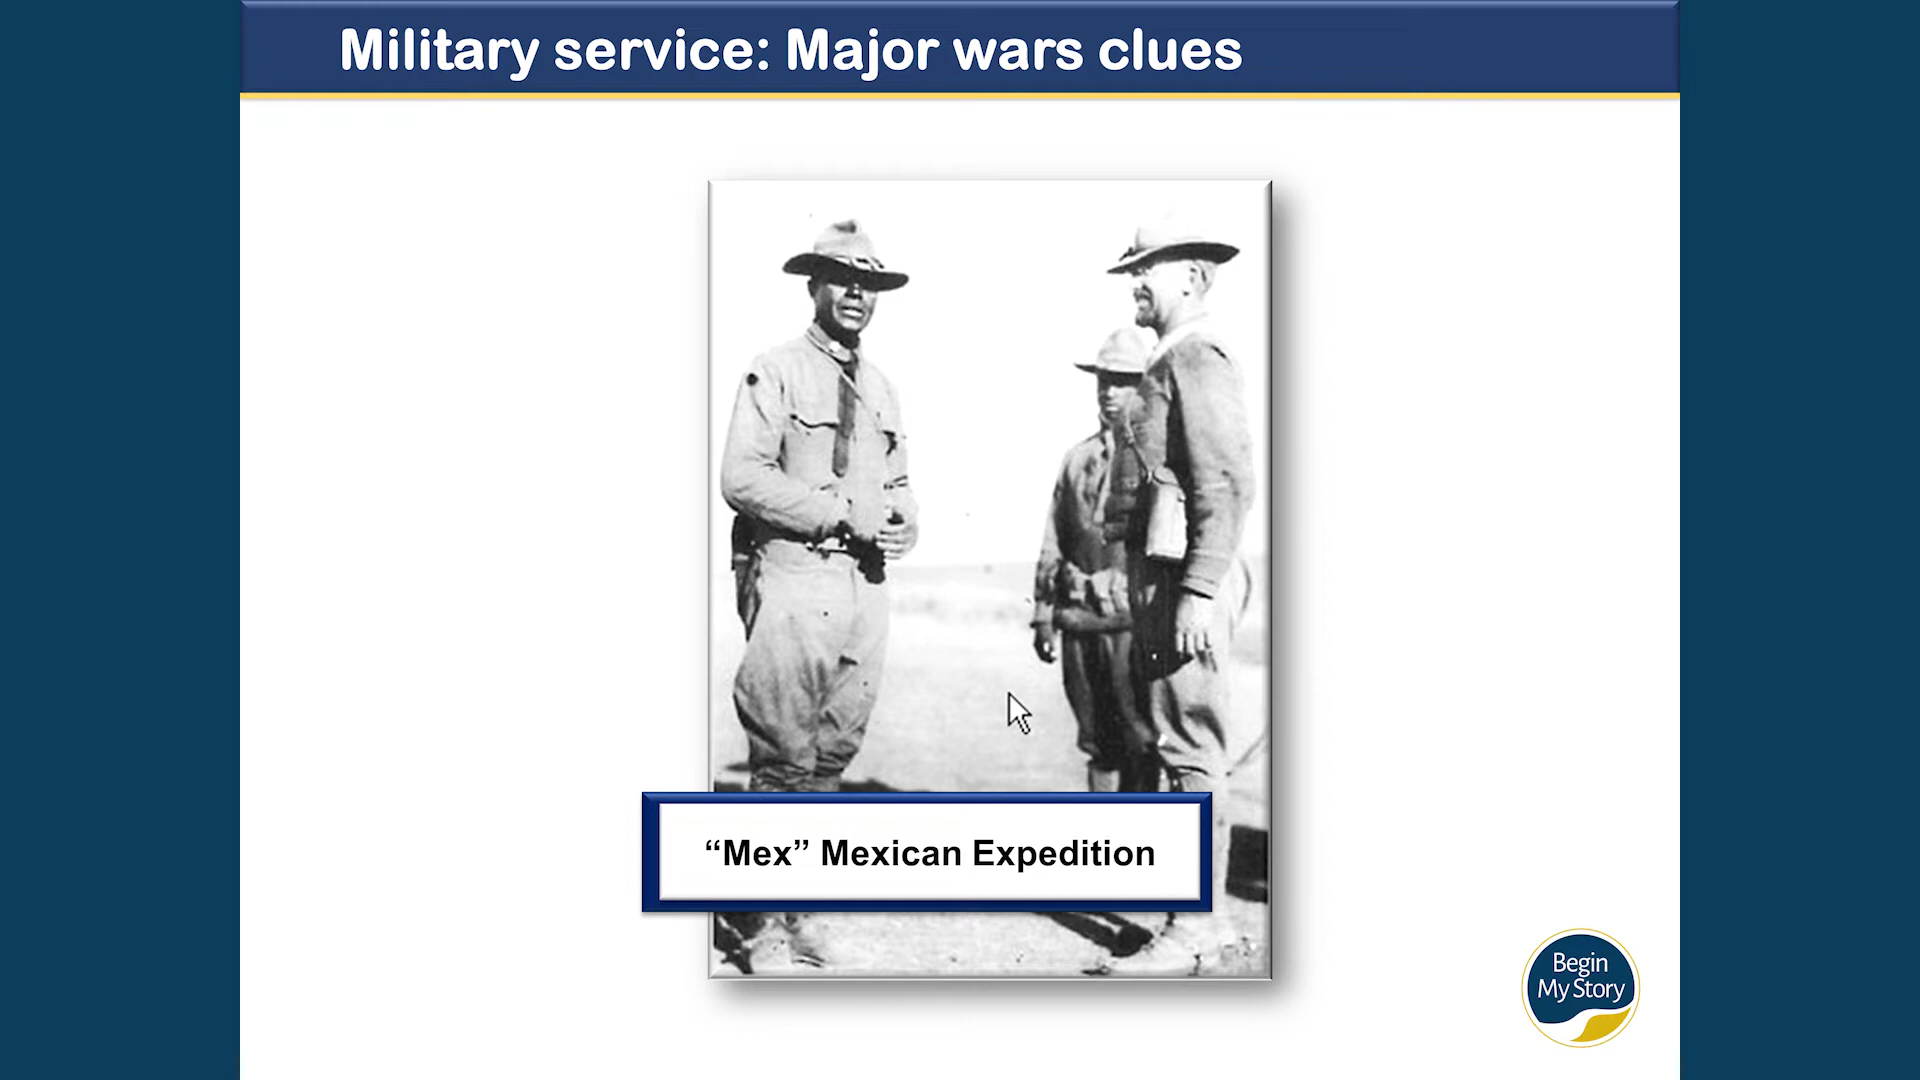 Military service: Major wars clues
“Mex” Mexican Expedition
Begin
My Story